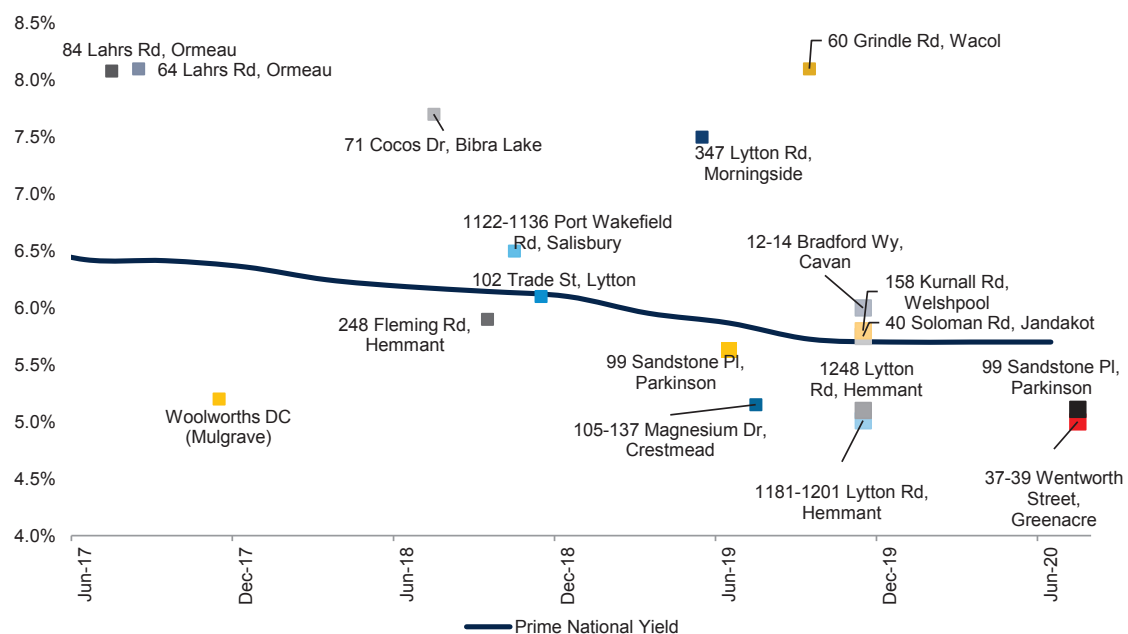 8.5%
84 Lahrs Rd, Ormeau
60 Grindle Rd, Wacol
64 Lahrs Rd, Ormeau
8.0%
71 Cocos Dr, Bibra Lake
7.5%
347 Lytton Rd,
Morningside
7.0%
1122-1136 Port Wakefield
Rd, Salisbury
6.5%
12-14 Bradford Wy,
Cavan
102 Trade St, Lytton
158 Kurnall Rd,
Welshpool
6.0%
248 Fleming Rd,
Hemmant
40 Soloman Rd, Jandakot
5.5%
99 Sandstone Pl,
Parkinson
1248 Lytton
Rd, Hemmant
99 Sandstone Pl,
Parkinson
5.0%
Woolworths DC
(Mulgrave)
105-137 Magnesium Dr,
Crestmead
4.5%
1181-1201 Lytton Rd,
Hemmant
37-39 Wentworth
Street,
Greenacre
4.0%
Jun-17
Dec-17
Jun-18
Dec-18
Jun-19
Dec-19
Jun-20
Prime National Yield